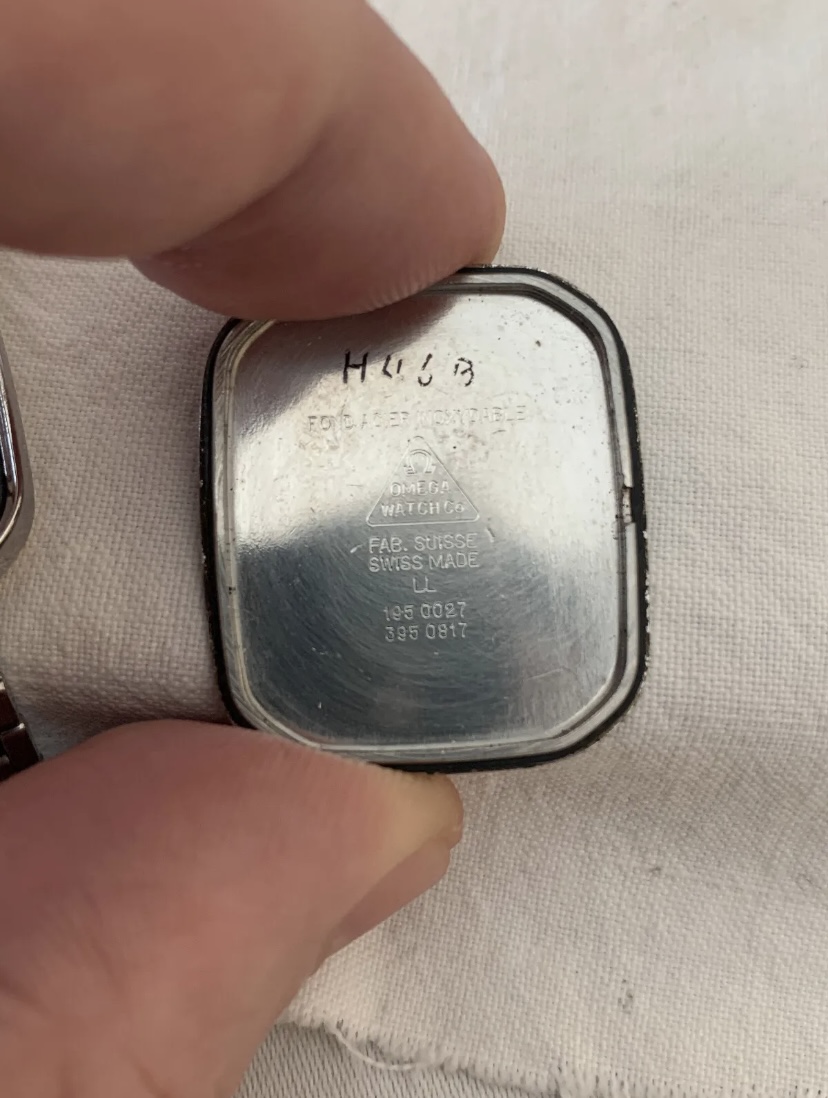 H46B
FOND ACIER INOXYDABLE
Ω
OMEGA
WATCH Co
FAB. SUISSE
SWISS MADE
LL
195 0027
395 0817